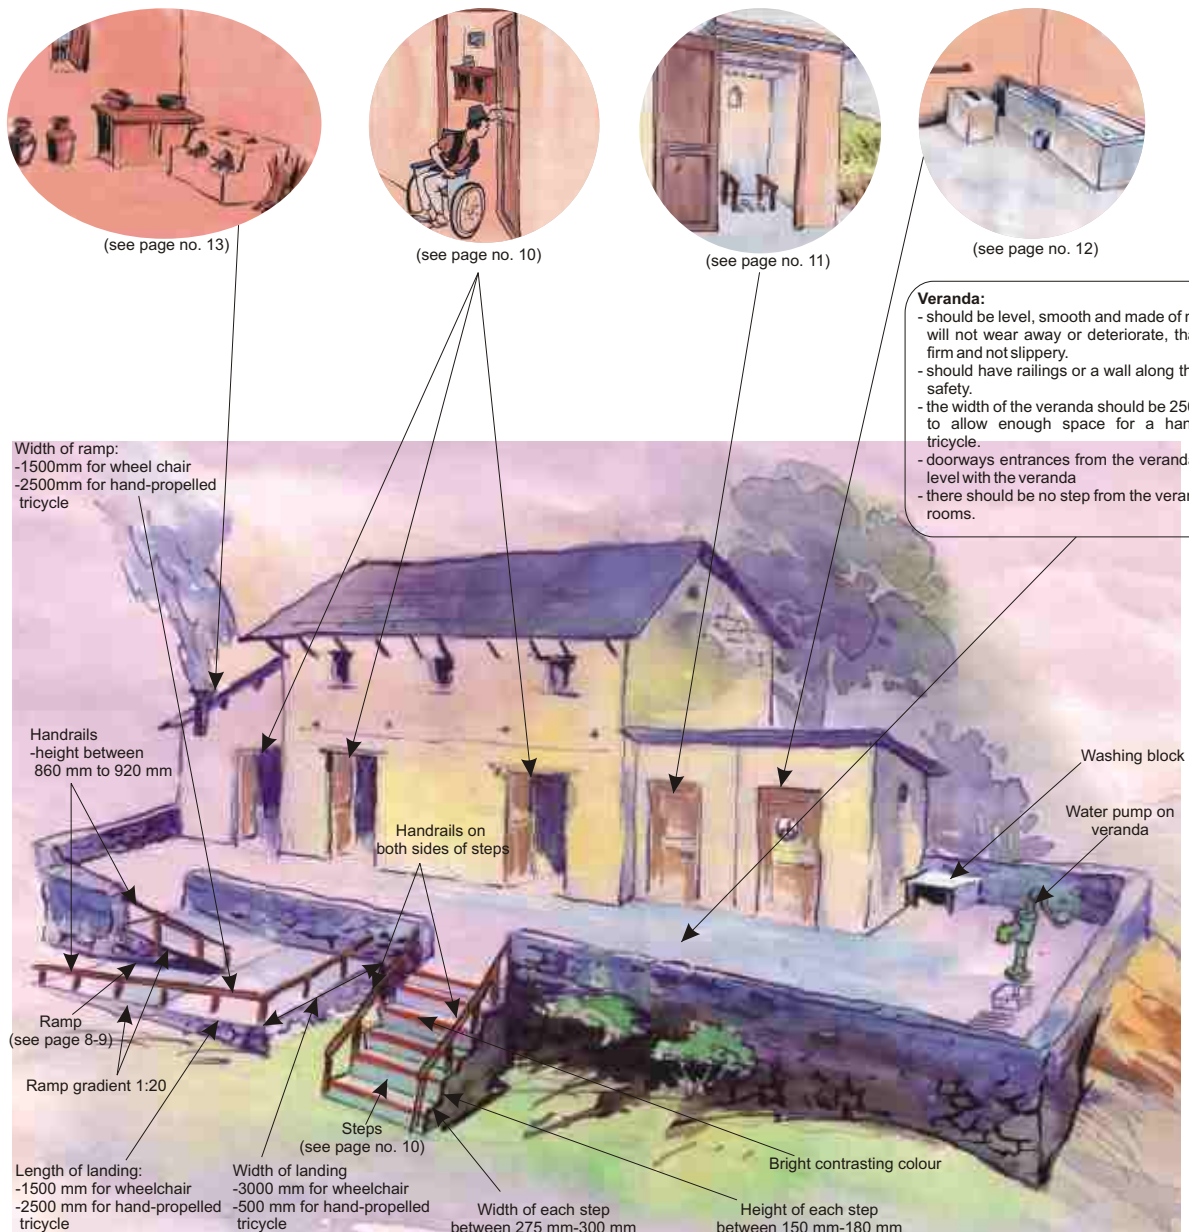 (see page no. 13)
(see page no. 10)
(see page no. 11)
(see page no. 12)
Veranda:
- should be level, smooth and made of
will not wear away or deteriorate,
firm and not slippery.
- should have railings or a wall along
safety.
- the width of the veranda should be
to allow enough space for a
tricycle.
- doorways entrances from the
level with the veranda
- there should be no step from the
rooms.
Width of ramp:
-1500mm for wheel chair
-2500mm for hand-propelled
tricycle
Handrails
-height between
860 mm to 920 mm
Handrails on
both sides of steps
Washing block
Water pump on
veranda
Ramp
(see page 8-9)
Ramp gradient 1:20
Steps
(see page no. 10)
Bright contrasting colour
Length of landing:
-1500 mm for wheelchair
-2500 mm for hand-propelled
tricycle
Width of landing
-3000 mm for wheelchair
-500 mm for hand-propelled
tricycle
Width of each step
between 275 mm-300 mm
Height of each step
between 150 mm-180 mm